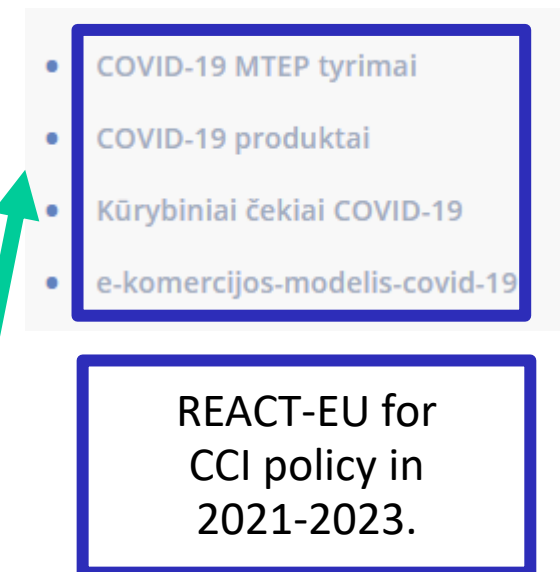 COVID-19 MTEP tyrimai
COVID-19 produktai
Kūrybiniai čekiai COVID-19
e-komercijos-modelis-covid-19
REACT-EU for
CCI policy in
2021-2023.